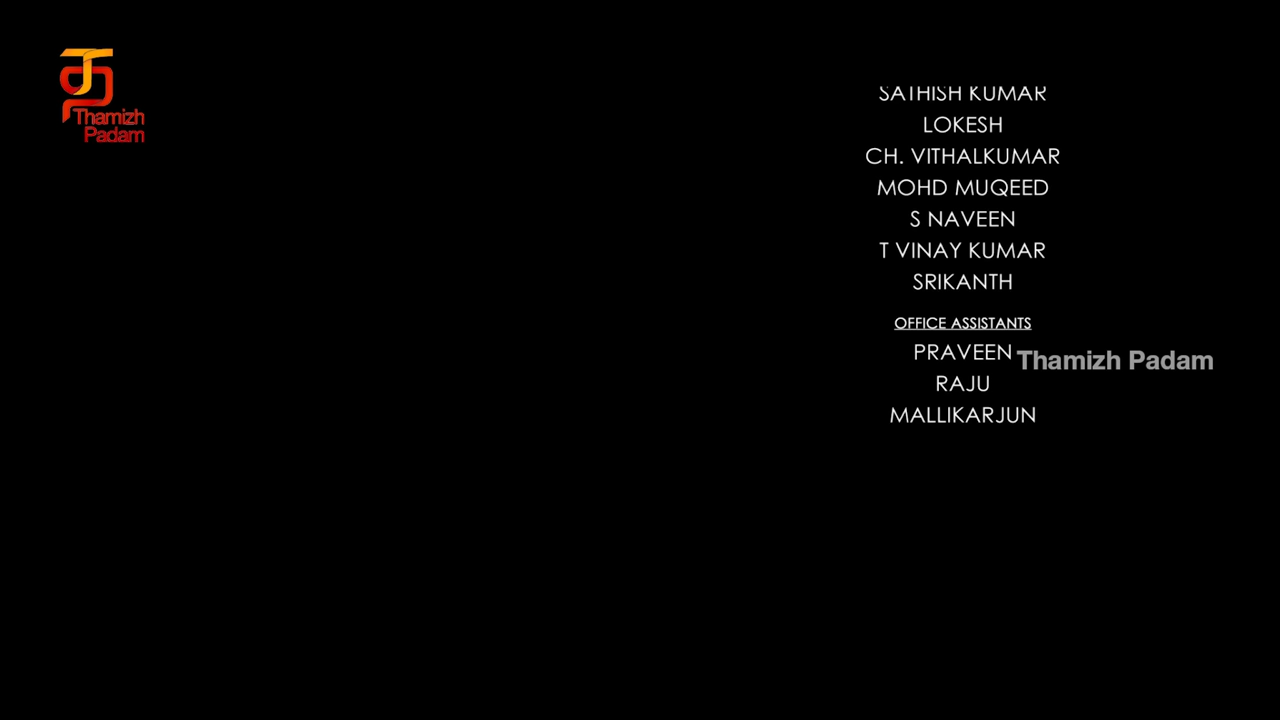 Thamizh
Padam
SATHISH KUMAR
LOKESH
CH. VITHALKUMAR
MOHD MUQEED
S NAVEEN
T VINAY KUMAR
SRIKANTH
OFFICE ASSISTANTS
PRAVEEN
Thamizh Padam
RAJU
MALLIKARJUN